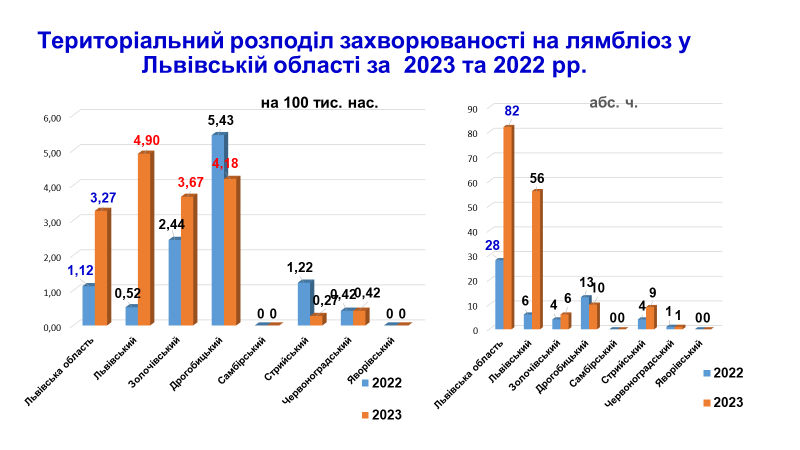 Територіальний розподіл захворюваності на лямбліоз у
Львівській області за 2023 та 2022 рр.
на 100 тис. нас.
6,00
5,00
4,00
3,00
2,00
1,00
0,00
1,12
3,27
0,52
4,90
2,44
3,67
5,43
4,18
0
0
1,22
0,27
0,42
0,42
0
0
Львівська область
Львівський
Золочівський
Дрогобицький
Самбірський
Стрийський
Червоноградський
Яворівський
2022
2023
абс. ч.
90
80
70
60
50
40
30
20
10
0
28
82
6
56
4
6
13
10
0
0
4
9
1
1
0
0
Львівська область
Львівський
Золочівський
Дрогобицький
Самбірський
Стрийський
Червоноградський
Яворівський
2022
2023